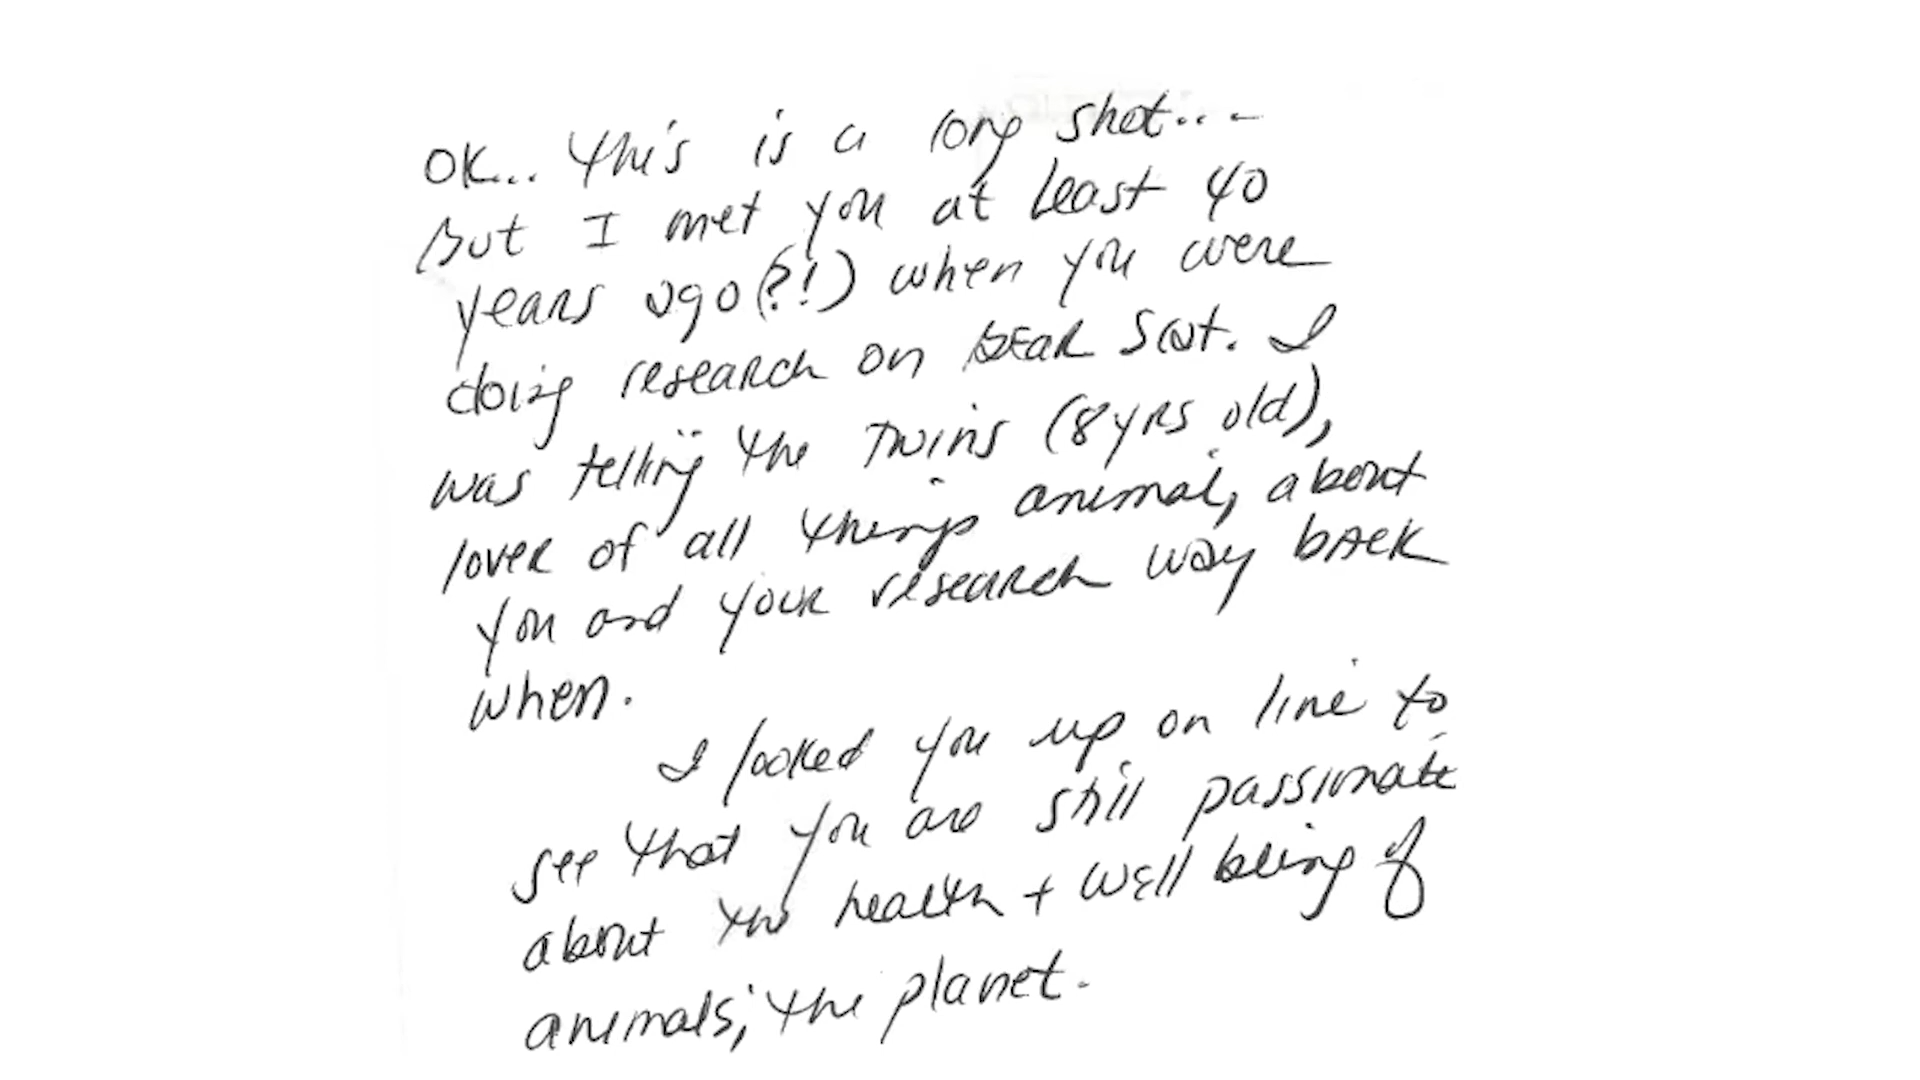 OK... this is a long shot...-
But I met you at least 40
years ago (?!) when you were
doing research on bear scat. I
was telling the twins (8 yrs old),
lover of all things animal, about
you and your research way back
when.
I looked you up on line to
see that you are still passionate
about the health + well being of
animals; the planet.